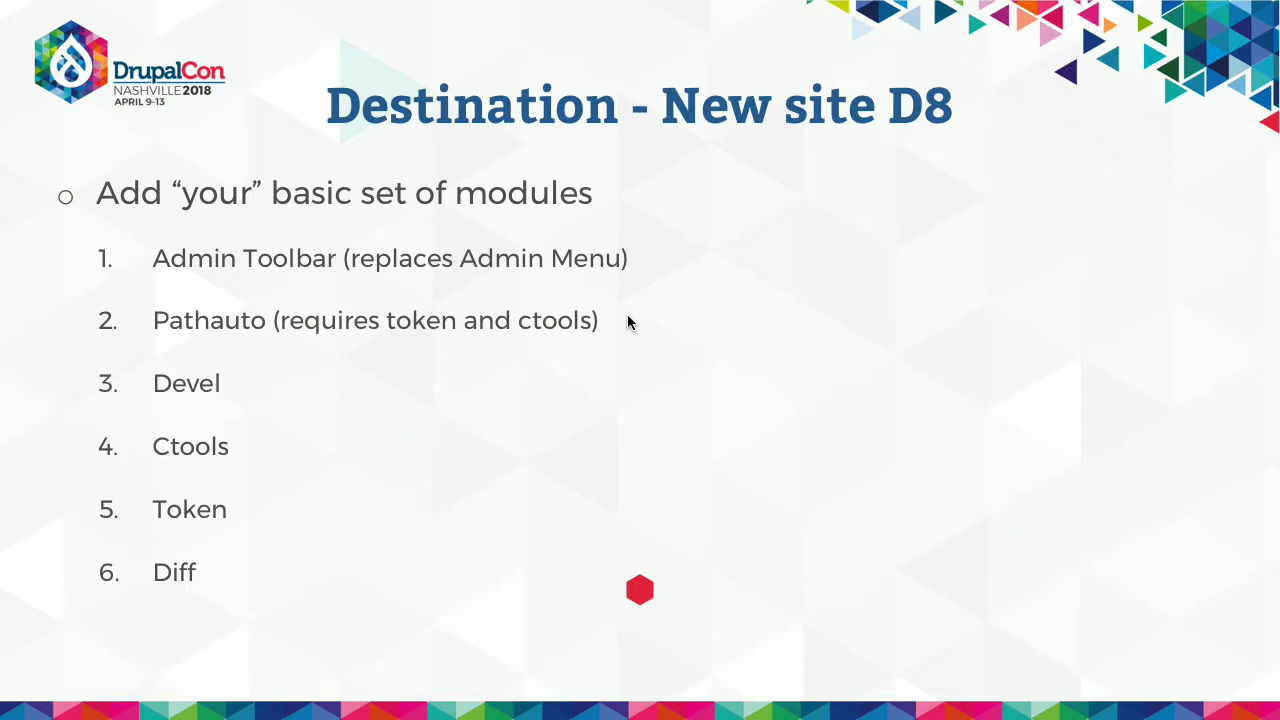 DrupalCon
NASHVILLE 2018
APRIL 9-13
Destination - New site D8
o Add “your” basic set of modules
1. Admin Toolbar (replaces Admin Menu)
2. Pathauto (requires token and ctools)
3. Devel
4. Ctools
5. Token
6. Diff